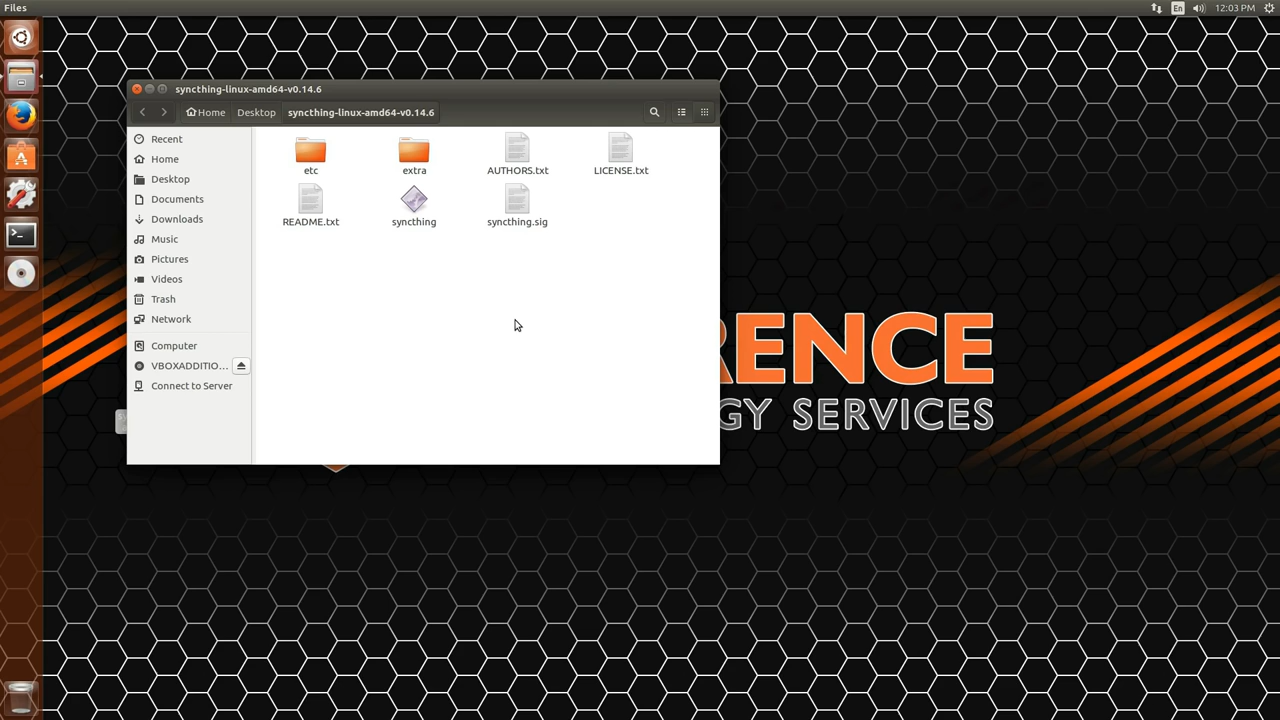 Files
En
12:03 PM
syncthing-linux-amd64-v0.14.6
Home
Desktop
syncthing-linux-amd64-v0.14.6
Recent
Home
Desktop
Documents
Downloads
Music
Pictures
Videos
Trash
Network
Computer
VBOXADDITIO...
Connect to Server
etc
extra
AUTHORS.txt
LICENSE.txt
README.txt
syncthing
syncthing.sig
RENCE
GY SERVICES